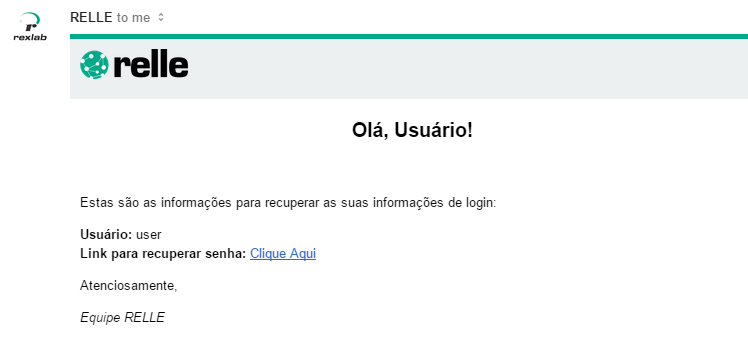 RELLE to me
rexlab
relle
Olá, Usuário!
Estas são as informações para recuperar as suas informações de login:
Usuário: user
Link para recuperar senha: Clique Aqui
Atenciosamente,
Equipe RELLE